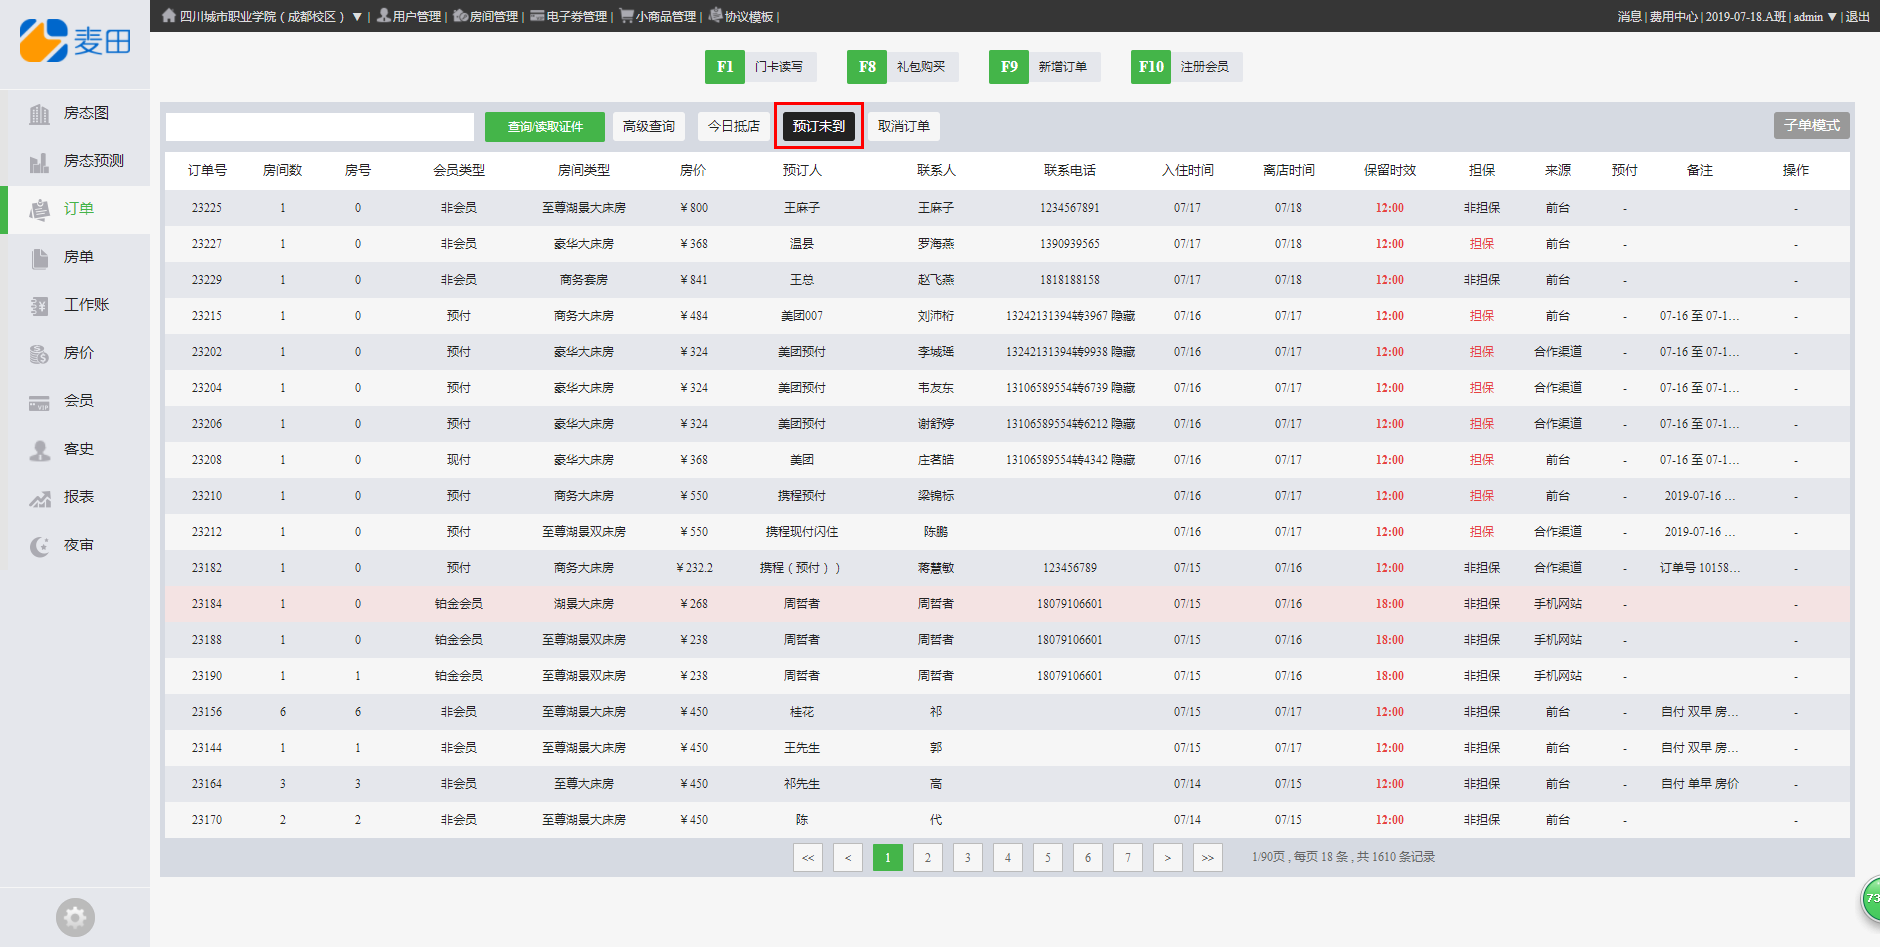 四川城市职业学院（成都校区） ▼ | 用户管理 | 房间管理 | 电子券管理 | 小商品管理 | 协议模板 |
消息 | 费用中心 | 2019-07-18.A班 | admin ▼ | 退出
麦田
F1 门卡读写 F8 礼包购买 F9 新增订单 F10 注册会员
房态图
房态预测
订单
房单
工作账
房价
会员
客史
报表
夜审
查询/读取证件 高级查询 今日抵店 预订未到 取消订单 子单模式
订单号 房间数 房号 会员类型 房间类型 房价 预订人 联系人 联系电话 入住时间 离店时间 保留时效 担保 来源 预付 备注 操作
23225 1 0 非会员 至尊湖景大床房 ¥800 王麻子 王麻子 1234567891 07/17 07/18 12:00 非担保 前台 - -
23227 1 0 非会员 豪华大床房 ¥368 温县 罗海燕 1390939565 07/17 07/18 12:00 担保 前台 - -
23229 1 0 非会员 商务套房 ¥841 王总 赵飞燕 1818188158 07/17 07/18 12:00 非担保 前台 - -
23215 1 0 预付 商务大床房 ¥484 美团007 刘沛桁 13242131394转3967 隐藏 07/16 07/17 12:00 担保 前台 - 07-16 至 07-1... -
23202 1 0 预付 豪华大床房 ¥324 美团预付 李城瑶 13242131394转9938 隐藏 07/16 07/17 12:00 担保 合作渠道 - 07-16 至 07-1... -
23204 1 0 预付 豪华大床房 ¥324 美团预付 韦友东 13106589554转6739 隐藏 07/16 07/17 12:00 担保 合作渠道 - 07-16 至 07-1... -
23206 1 0 预付 豪华大床房 ¥324 美团预付 谢舒婷 13106589554转6212 隐藏 07/16 07/17 12:00 担保 合作渠道 - 07-16 至 07-1... -
23208 1 0 现付 豪华大床房 ¥368 美团 庄茗皓 13106589554转4342 隐藏 07/16 07/17 12:00 担保 前台 - 07-16 至 07-1... -
23210 1 0 预付 商务大床房 ¥550 携程预付 梁锦标 07/16 07/17 12:00 担保 前台 - 2019-07-16 ... -
23212 1 0 预付 至尊湖景双床房 ¥550 携程现付闪住 陈鹏 07/16 07/17 12:00 担保 合作渠道 - 2019-07-16 ... -
23182 1 0 预付 商务大床房 ¥232.2 携程（预付）） 蒋慧敏 123456789 07/15 07/16 12:00 非担保 合作渠道 - 订单号 10158... -
23184 1 0 铂金会员 湖景大床房 ¥268 周哲者 周哲者 18079106601 07/15 07/16 18:00 非担保 手机网站 - -
23188 1 0 铂金会员 至尊湖景双床房 ¥238 周哲者 周哲者 18079106601 07/15 07/16 18:00 非担保 手机网站 - -
23190 1 1 铂金会员 至尊湖景双床房 ¥238 周哲者 周哲者 18079106601 07/15 07/16 18:00 非担保 手机网站 - -
23156 6 6 非会员 至尊湖景大床房 ¥450 桂花 祁 07/15 07/17 12:00 非担保 前台 - 自付 双早 房... -
23144 1 1 非会员 至尊湖景大床房 ¥450 王先生 郭 07/15 07/17 12:00 非担保 前台 - 自付 双早 房... -
23164 3 3 非会员 至尊大床房 ¥450 祁先生 高 07/14 07/15 12:00 非担保 前台 - 自付 单早 房价 -
23170 2 2 非会员 至尊湖景大床房 ¥450 陈 代 07/14 07/15 12:00 非担保 前台 - -
<< < 1 2 3 4 5 6 7 > >> 1/90页 , 每页 18 条 , 共 1610 条记录
73